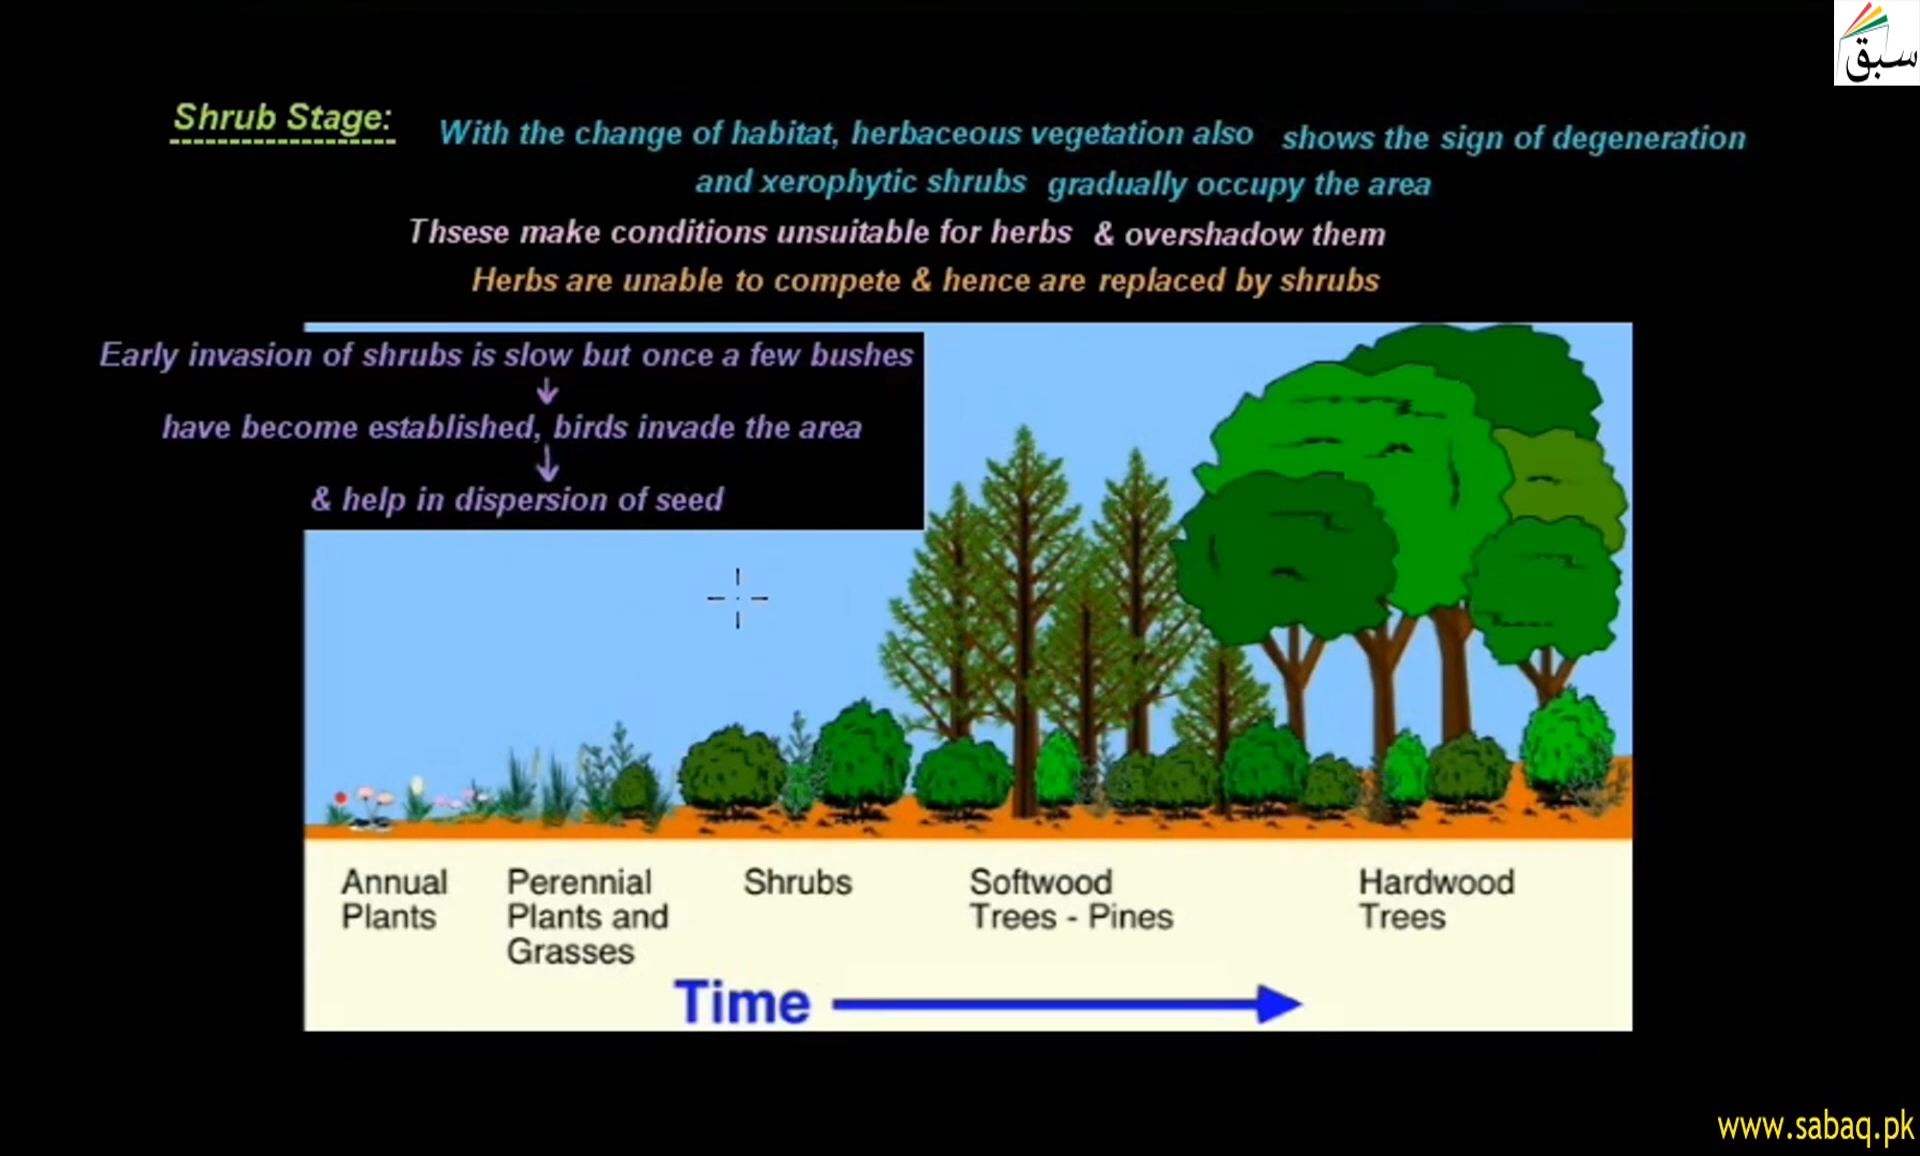 سبق
Shrub Stage: With the change of habitat, herbaceous vegetation also shows the sign of degeneration
and xerophytic shrubs gradually occupy the area
Thsese make conditions unsuitable for herbs & overshadow them
Herbs are unable to compete & hence are replaced by shrubs
Early invasion of shrubs is slow but once a few bushes
have become established, birds invade the area
& help in dispersion of seed
Annual
Plants
Perennial
Plants and
Grasses
Shrubs
Softwood
Trees - Pines
Hardwood
Trees
Time
www.sabaq.pk